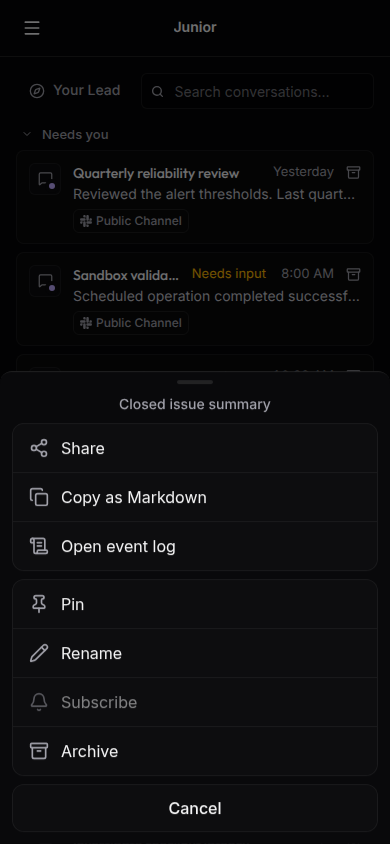 Junior
Your Lead
Search conversations...
Needs you
Quarterly reliability review
Yesterday
Reviewed the alert thresholds. Last quart...
Public Channel
Sandbox valida...
Needs input
8:00 AM
Scheduled operation completed successf...
Public Channel
Closed issue summary
Share
Copy as Markdown
Open event log
Pin
Rename
Subscribe
Archive
Cancel